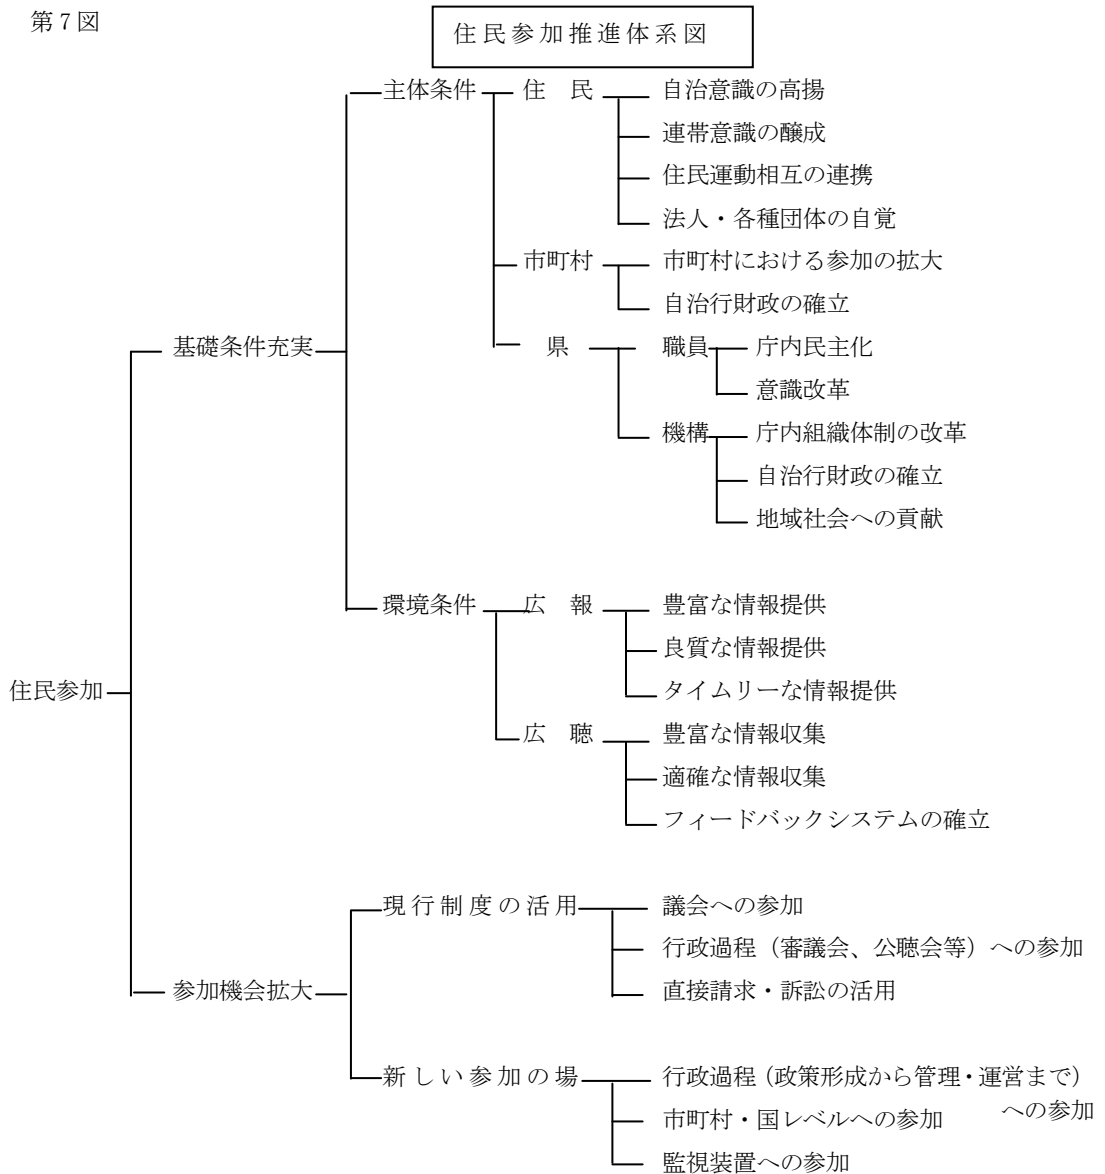 第7図
住民参加推進体系図
主体条件 住民 自治意識の高揚
連帯意識の醸成
住民運動相互の連携
法人・各種団体の自覚
市町村 市町村における参加の拡大
自治行財政の確立
基礎条件充実 県 職員 庁内民主化
意識改革
機構 庁内組織体制の改革
自治行財政の確立
地域社会への貢献
環境条件 広報 豊富な情報提供
良質な情報提供
住民参加 タイムリーな情報提供
広聴 豊富な情報収集
適確な情報収集
フィードバックシステムの確立
現行制度の活用 議会への参加
行政過程（審議会、公聴会等）への参加
参加機会拡大 直接請求・訴訟の活用
新しい参加の場 行政過程（政策形成から管理・運営まで）
への参加
市町村・国レベルへの参加
監視装置への参加